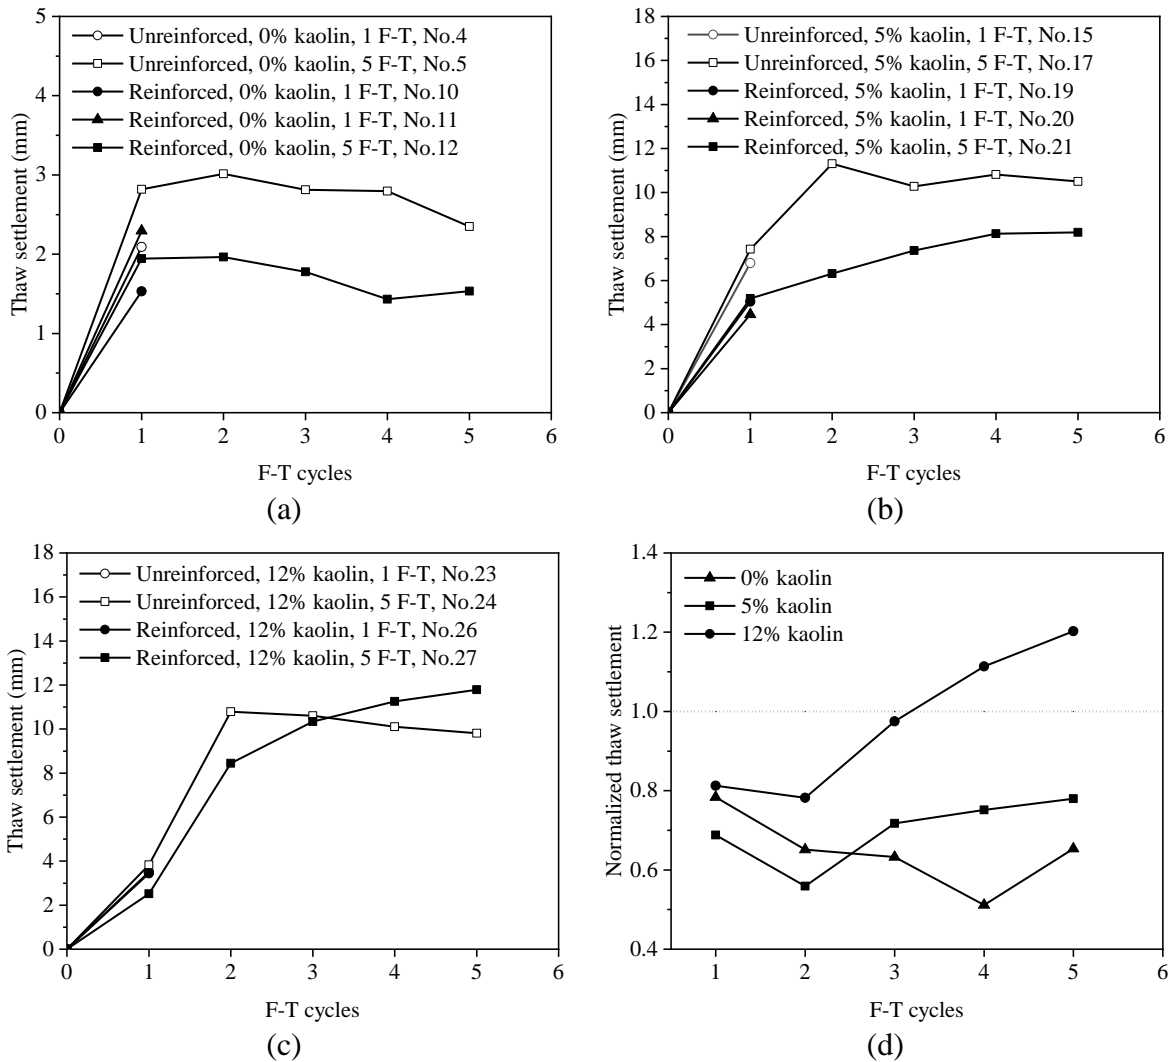 5
4
3
2
1
0
Thaw settlement (mm)
Unreinforced, 0% kaolin, 1 F-T, No.4
Unreinforced, 0% kaolin, 5 F-T, No.5
Reinforced, 0% kaolin, 1 F-T, No.10
Reinforced, 0% kaolin, 1 F-T, No.11
Reinforced, 0% kaolin, 5 F-T, No.12
0 1 2 3 4 5 6
F-T cycles
(a)
18
16
14
12
10
8
6
4
2
0
Thaw settlement (mm)
Unreinforced, 5% kaolin, 1 F-T, No.15
Unreinforced, 5% kaolin, 5 F-T, No.17
Reinforced, 5% kaolin, 1 F-T, No.19
Reinforced, 5% kaolin, 1 F-T, No.20
Reinforced, 5% kaolin, 5 F-T, No.21
0 1 2 3 4 5 6
F-T cycles
(b)
18
16
14
12
10
8
6
4
2
0
Thaw settlement (mm)
Unreinforced, 12% kaolin, 1 F-T, No.23
Unreinforced, 12% kaolin, 5 F-T, No.24
Reinforced, 12% kaolin, 1 F-T, No.26
Reinforced, 12% kaolin, 5 F-T, No.27
0 1 2 3 4 5 6
F-T cycles
(c)
1.4
1.2
1.0
0.8
0.6
0.4
Normalized thaw settlement
0% kaolin
5% kaolin
12% kaolin
1 2 3 4 5
F-T cycles
(d)